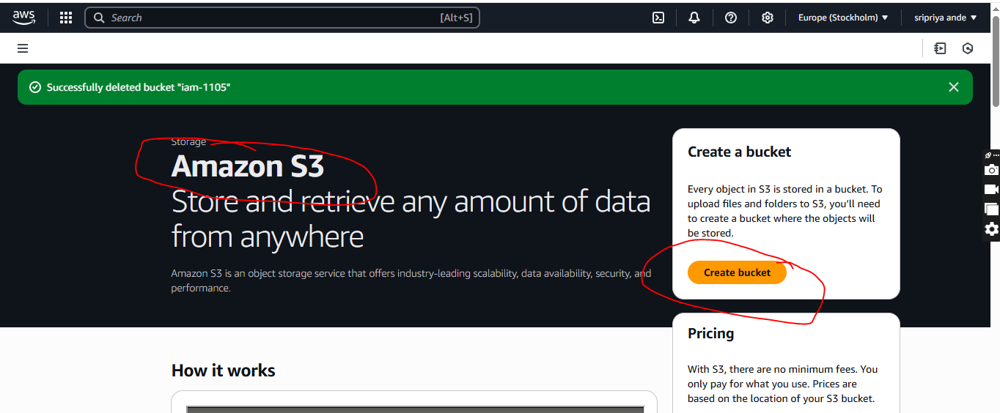 aws
Search [Alt+S]
Europe (Stockholm)
sripriya ande
Successfully deleted bucket "iam-1105"
Storage
Amazon S3
Store and retrieve any amount of data
from anywhere
Amazon S3 is an object storage service that offers industry-leading scalability, data availability, security, and
performance.
Create a bucket
Every object in S3 is stored in a bucket. To
upload files and folders to S3, you'll need
to create a bucket where the objects will
be stored.
Create bucket
Pricing
With S3, there are no minimum fees. You
only pay for what you use. Prices are
based on the location of your S3 bucket.
How it works